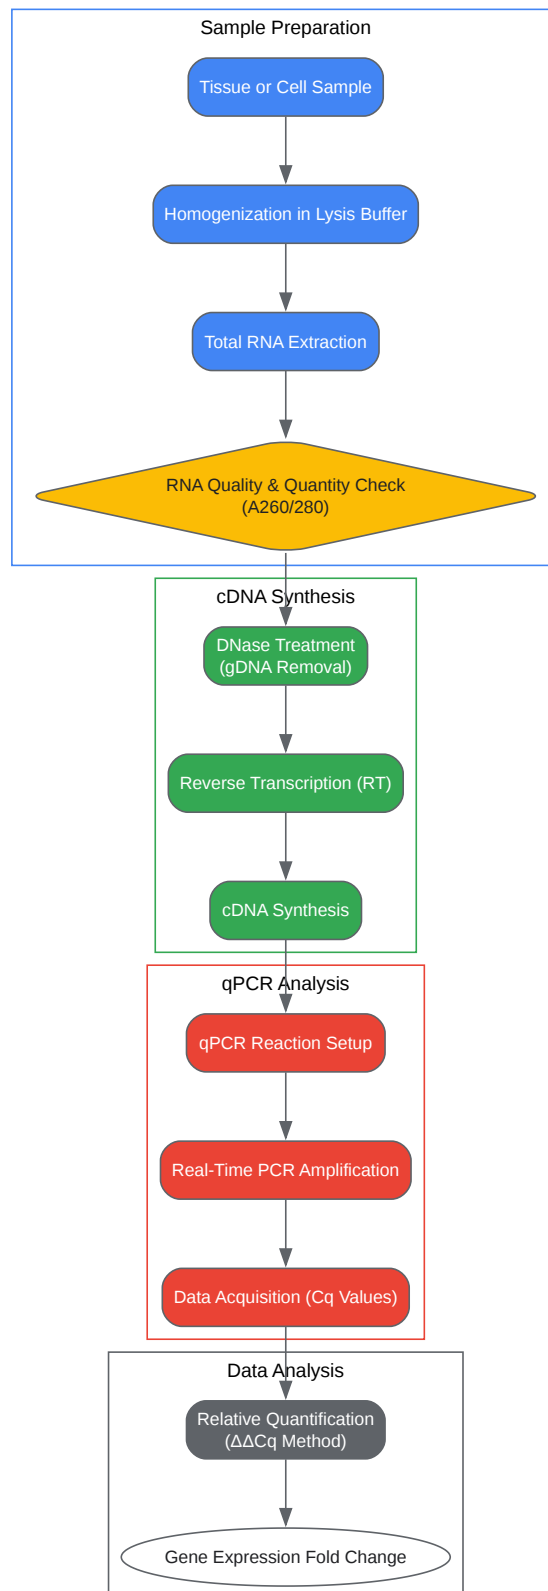 Sample Preparation
Tissue or Cell Sample
Homogenization in Lysis Buffer
Total RNA Extraction
RNA Quality & Quantity Check
(A260/280)
cDNA Synthesis
DNase Treatment
(gDNA Removal)
Reverse Transcription (RT)
cDNA Synthesis
qPCR Analysis
qPCR Reaction Setup
Real-Time PCR Amplification
Data Acquisition (Cq Values)
Data Analysis
Relative Quantification
(ΔΔCq Method)
Gene Expression Fold Change